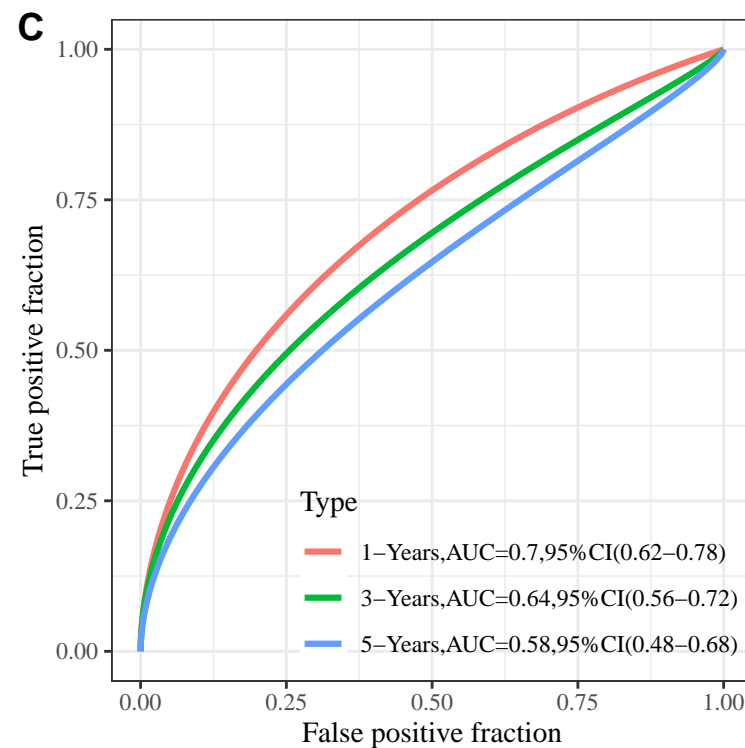 C
1.00
0.75
0.50
0.25
0.00
True positive fraction
Type
1−Years,AUC=0.7,95%CI(0.62−0.78)
3−Years,AUC=0.64,95%CI(0.56−0.72)
5−Years,AUC=0.58,95%CI(0.48−0.68)
0.00 0.25 0.50 0.75 1.00
False positive fraction